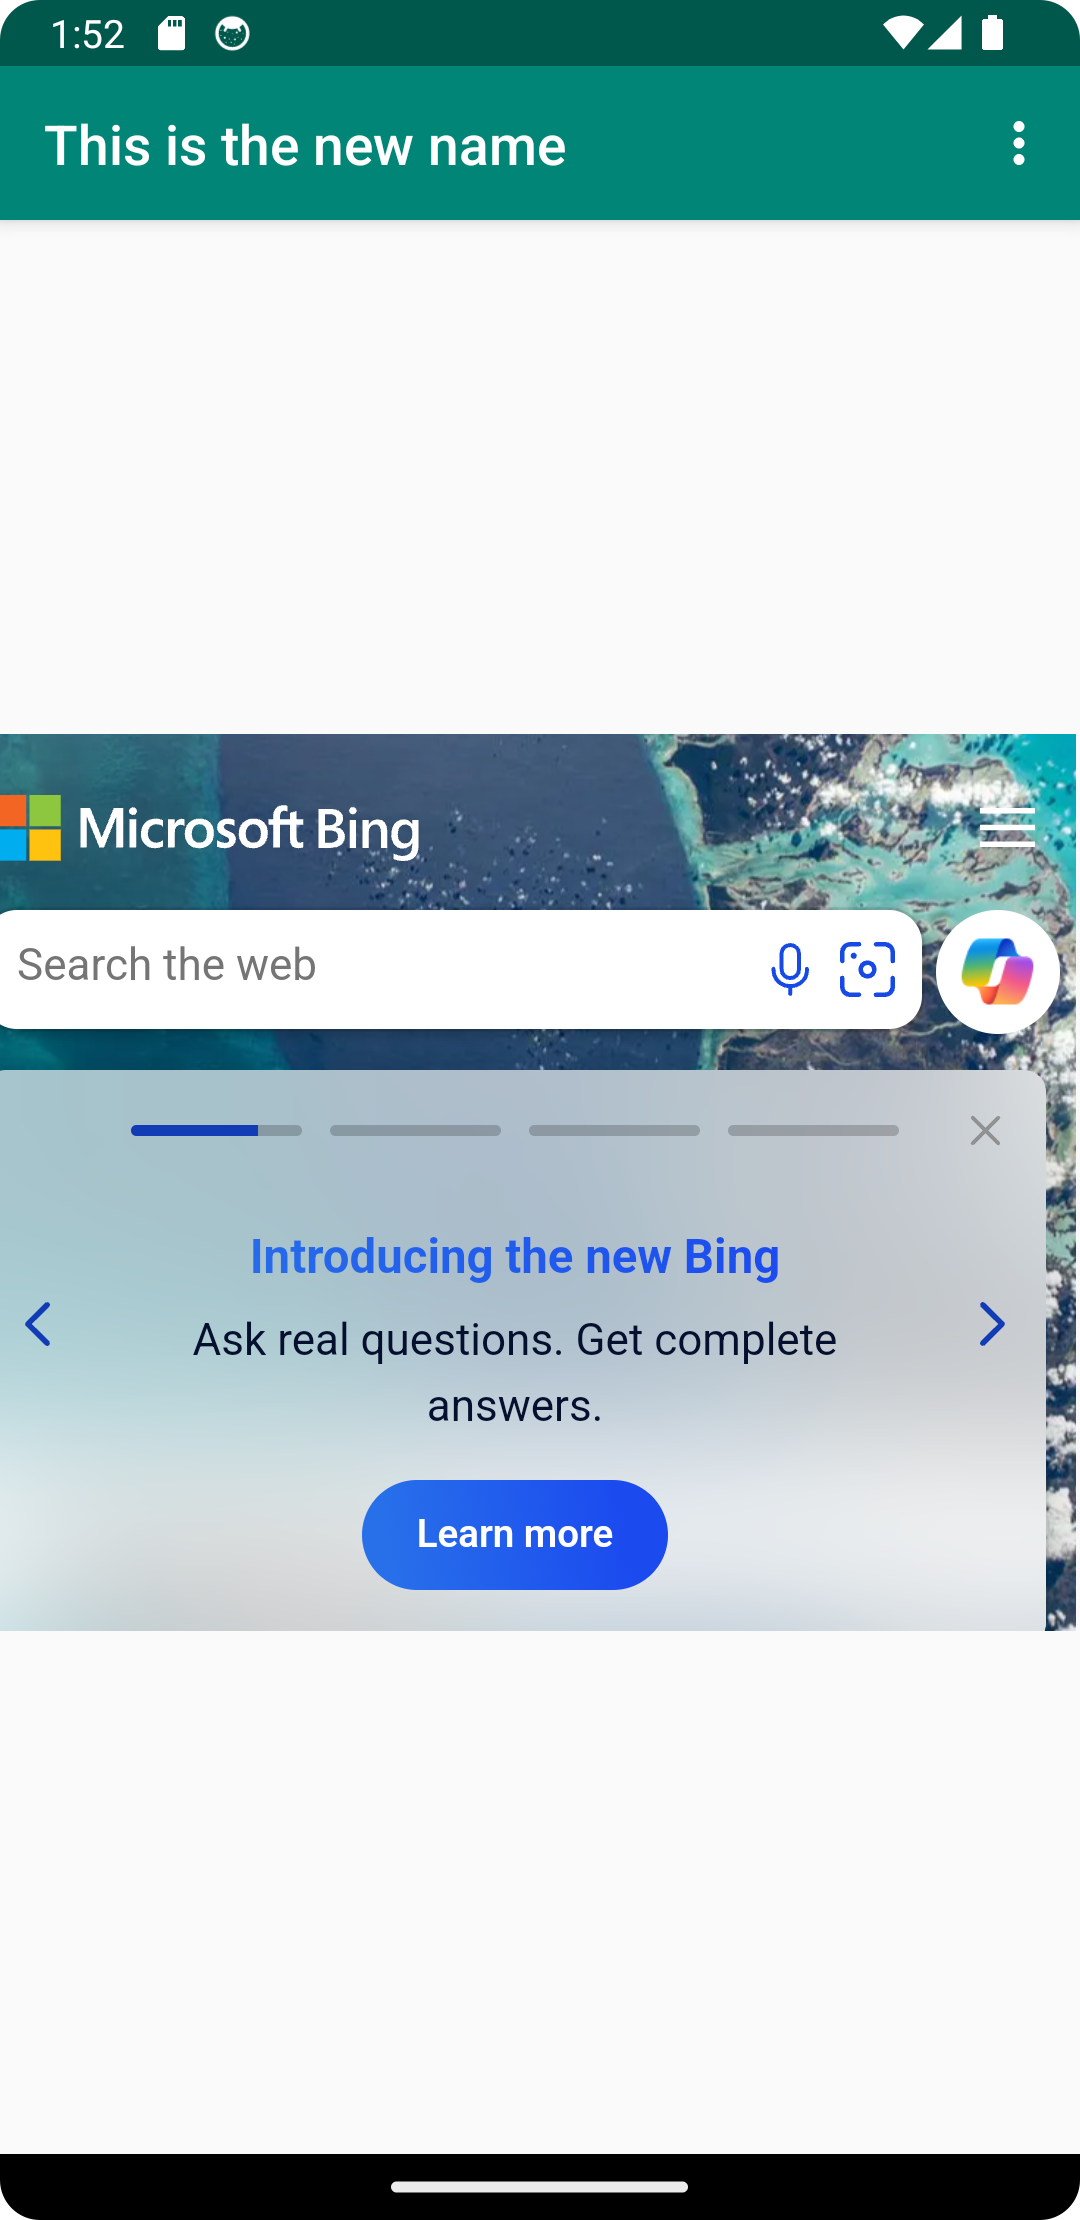 1:52
This is the new name
Microsoft Bing
Search the web
Introducing the new Bing
Ask real questions. Get complete
answers.
Learn more